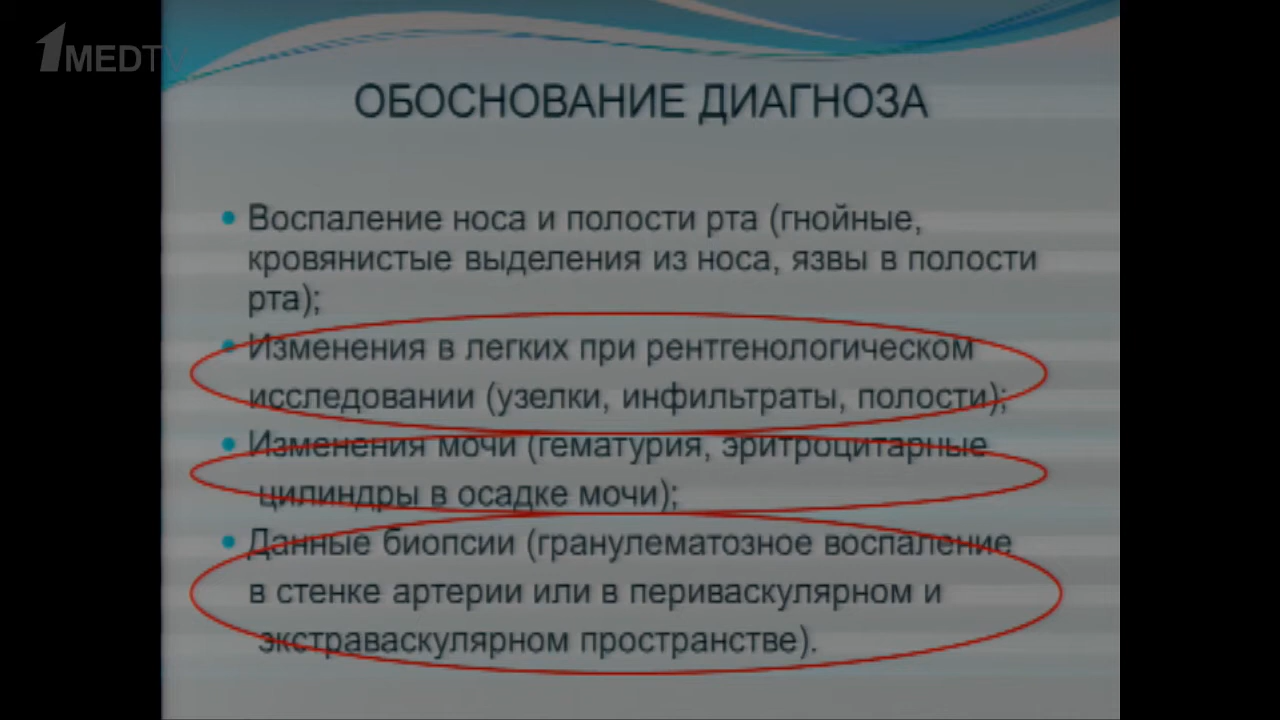 1MEDTV
ОБОСНОВАНИЕ ДИАГНОЗА
Воспаление носа и полости рта (гнойные,
кровянистые выделения из носа, язвы в полости
рта);
Изменения в легких при рентгенологическом
исследовании (узелки, инфильтраты, полости);
Изменения мочи (гематурия, эритроцитарные
цилиндры в осадке мочи);
Данные биопсии (гранулематозное воспаление
в стенке артерии или в периваскулярном и
экстраваскулярном пространстве).